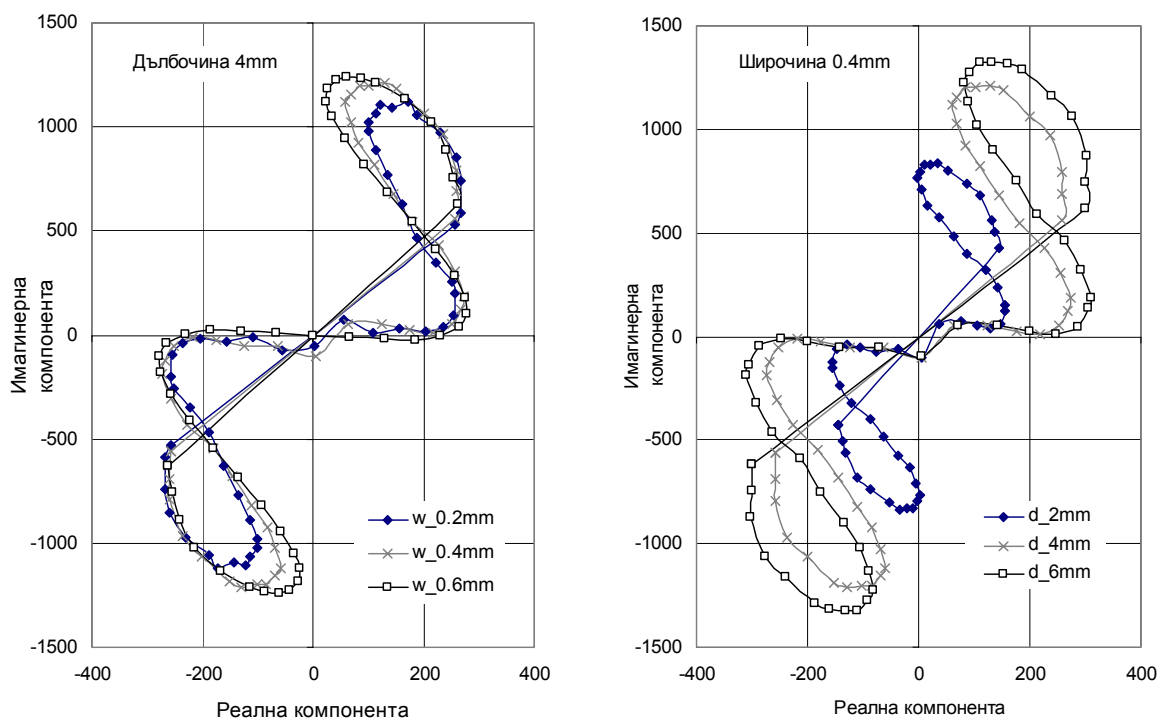 Дълбочина 4mm
1500
1000
500
0
-500
-1000
-1500
-400
-200
0
200
400
Имагинерна
компонента
Реална компонента
w_0.2mm
w_0.4mm
w_0.6mm
Широчина 0.4mm
1500
1000
500
0
-500
-1000
-1500
-400
-200
0
200
400
Имагинерна
компонента
Реална компонента
d_2mm
d_4mm
d_6mm